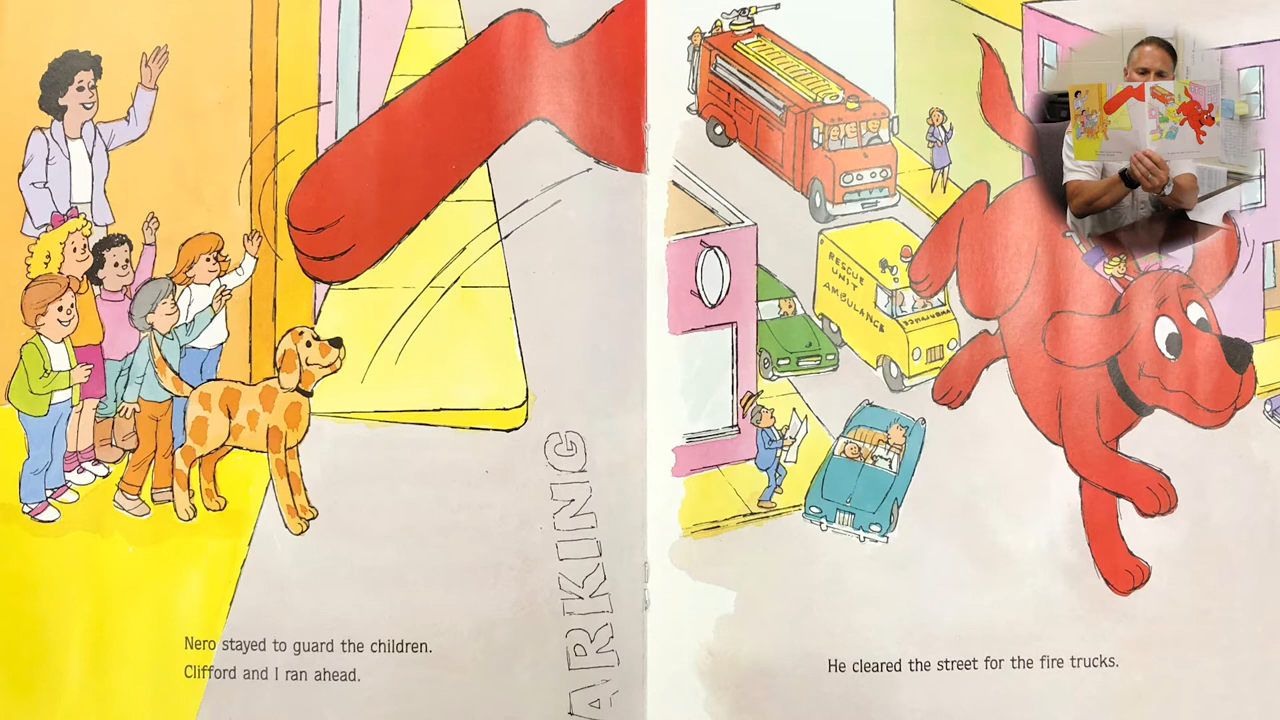 Nero stayed to guard the children.
Clifford and I ran ahead.
ARKING
RESCUE
UNIT
AMBULANCE
AMBULANCE
He cleared the street for the fire trucks.